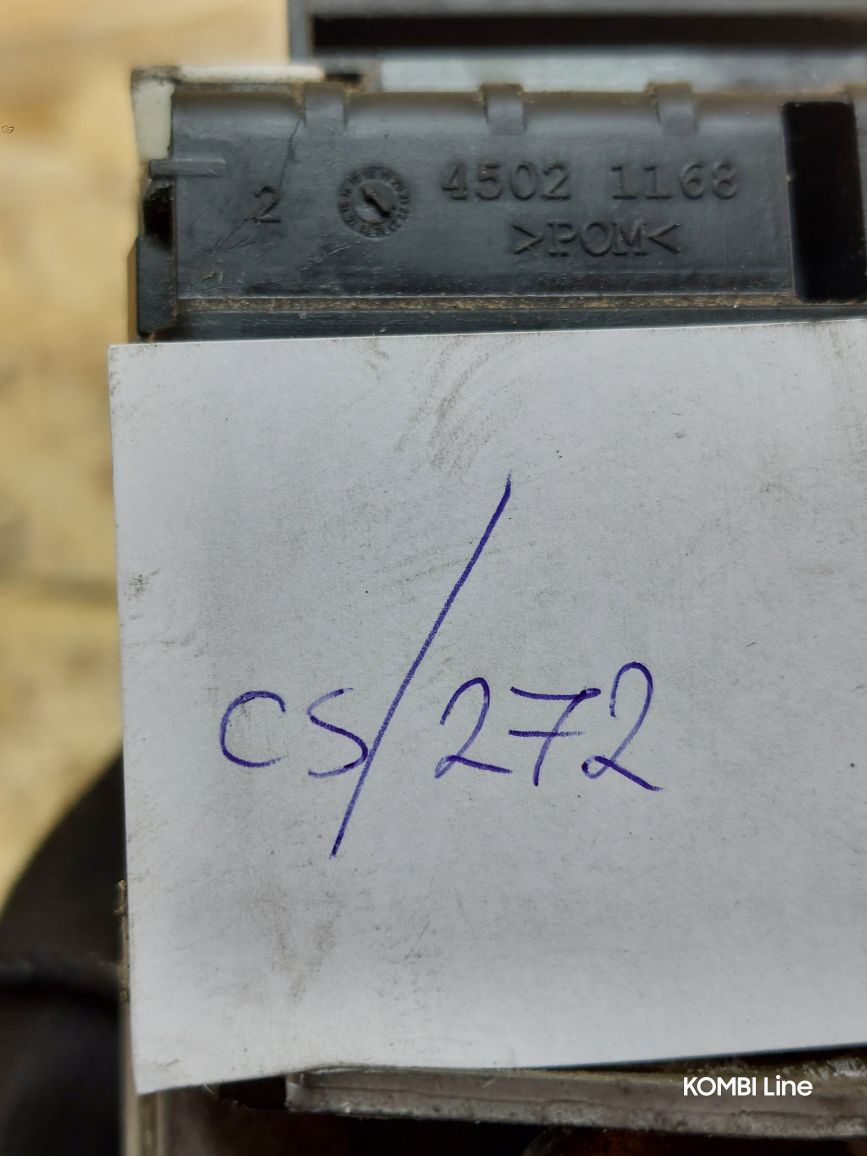 2 4502 1168
>POM<
CS/272
KOMBI Line